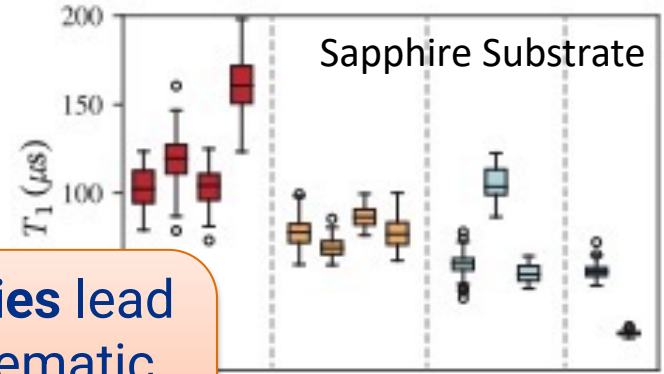 200
Sapphire Substrate
150
T₁ (μs)
100
ies lead
ematic